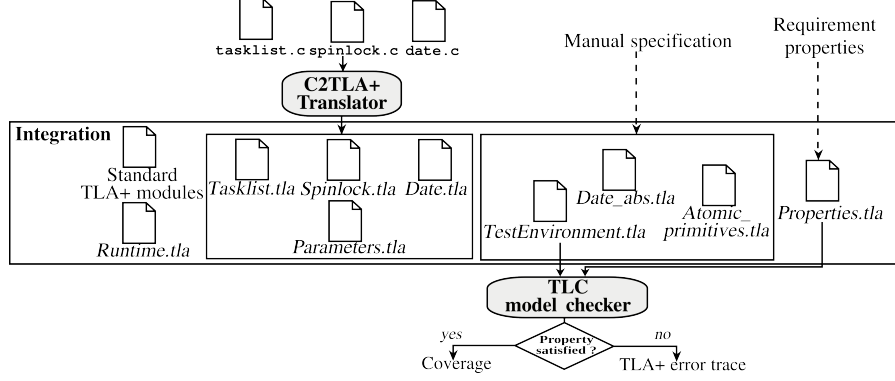 tasklist.c spinlock.c date.c
Manual specification
Requirement
properties
C2TLA+
Translator
Integration
Standard
TLA+ modules
Runtime.tla
Tasklist.tla Spinlock.tla Date.tla
Parameters.tla
Date_abs.tla
TestEnvironment.tla
Atomic_
primitives.tla
Properties.tla
TLC
model checker
Property
satisfied ?
yes
no
Coverage
TLA+ error trace